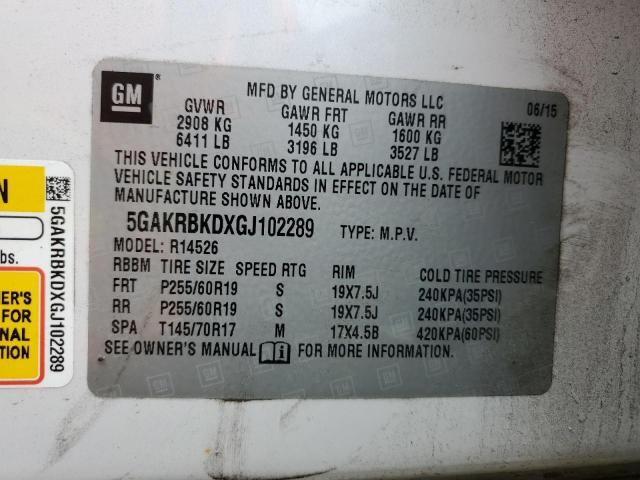 GM
MFD BY GENERAL MOTORS LLC
06/15
GVWR GAWR FRT GAWR RR
2908 KG 1450 KG 1600 KG
6411 LB 3196 LB 3527 LB
THIS VEHICLE CONFORMS TO ALL APPLICABLE U.S. FEDERAL MOTOR
VEHICLE SAFETY STANDARDS IN EFFECT ON THE DATE OF
MANUFACTURE SHOWN ABOVE.
5GAKRBKDXGJ102289 TYPE: M.P.V.
MODEL: R14526
RBBM TIRE SIZE SPEED RTG RIM COLD TIRE PRESSURE
FRT P255/60R19 S 19X7.5J 240KPA(35PSI)
RR P255/60R19 S 19X7.5J 240KPA(35PSI)
SPA T145/70R17 M 17X4.5B 420KPA(60PSI)
SEE OWNER'S MANUAL FOR MORE INFORMATION.
5GAKRBKDXGJ102289
N
bs.
NER'S
FOR
NAL
ATION